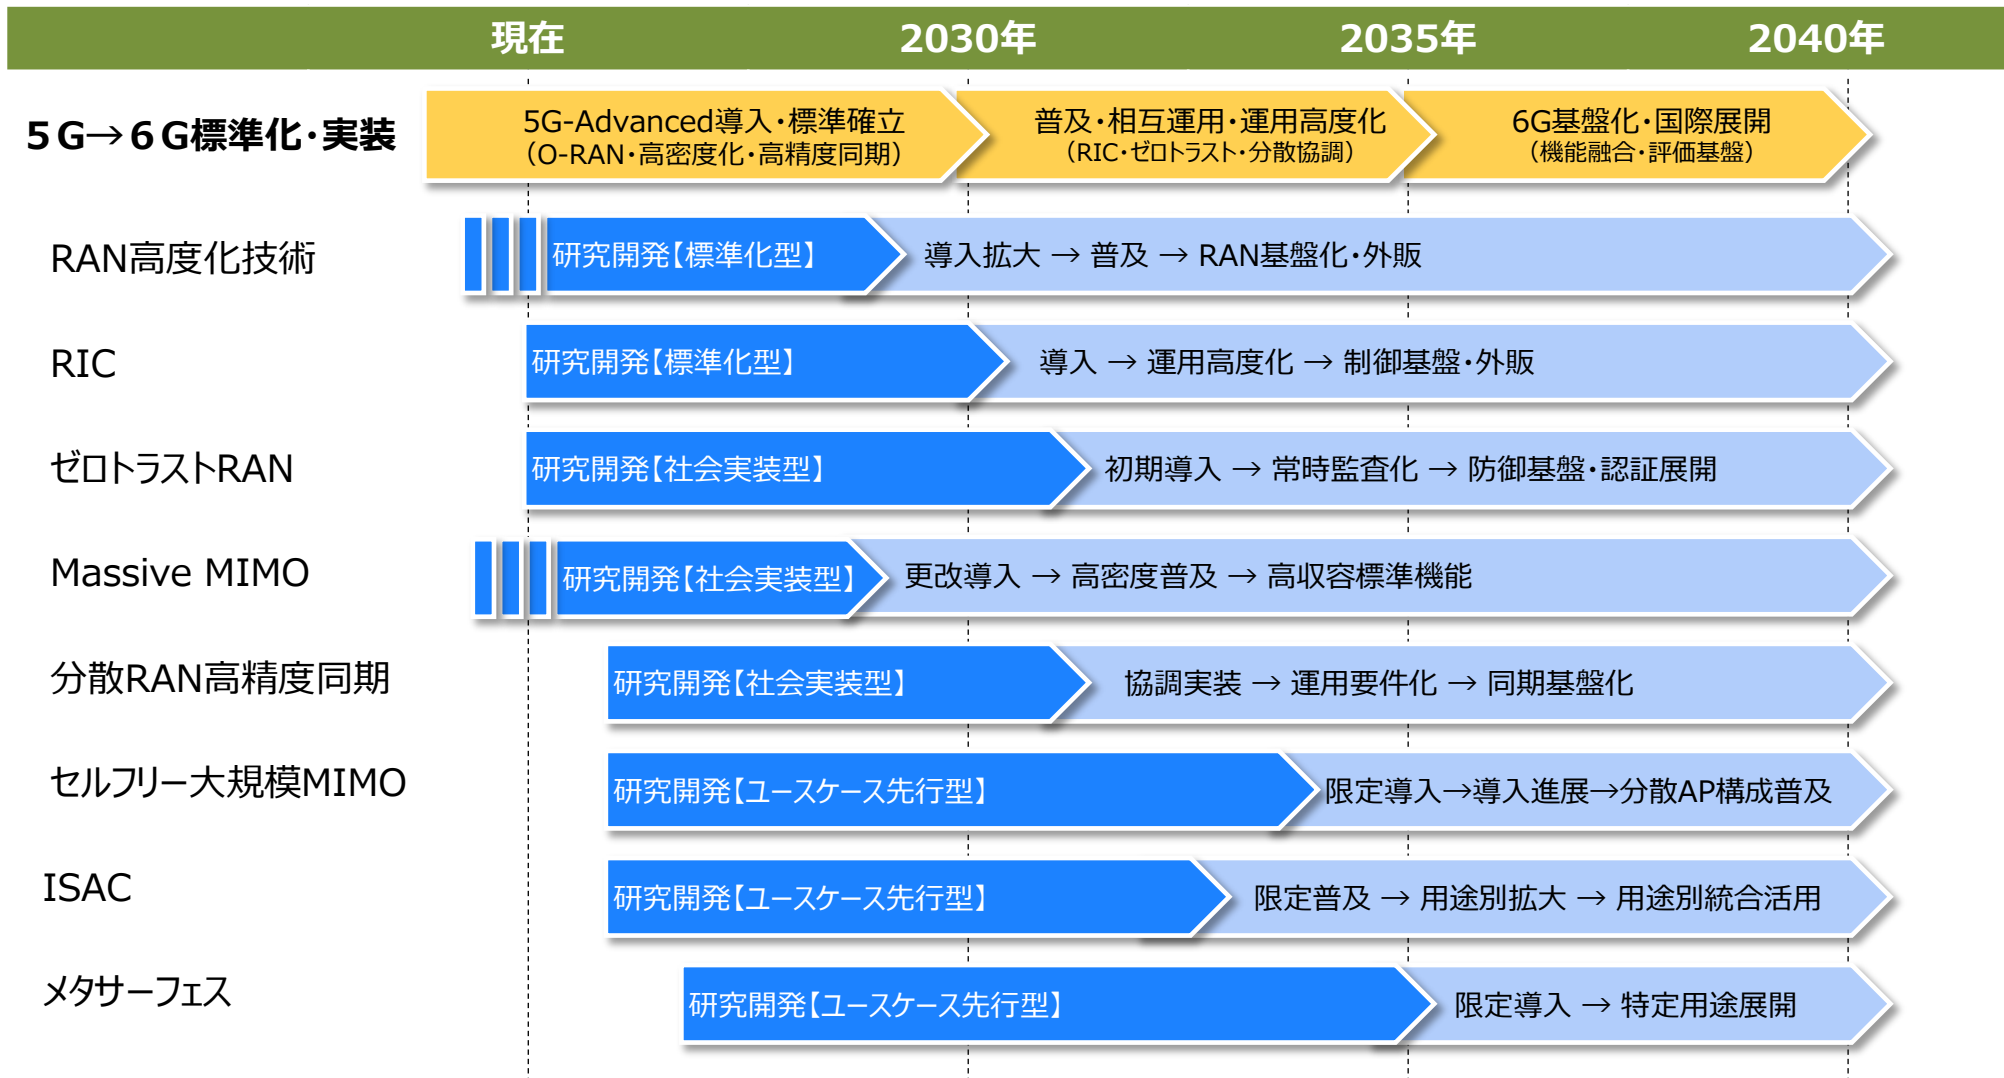 現在 2030年 2035年 2040年
５G→６G標準化・実装
5G-Advanced導入・標準確立
（O-RAN・高密度化・高精度同期）
普及・相互運用・運用高度化
（RIC・ゼロトラスト・分散協調）
6G基盤化・国際展開
（機能融合・評価基盤）
RAN高度化技術
研究開発【標準化型】
導入拡大 → 普及 → RAN基盤化・外販
RIC
研究開発【標準化型】
導入 → 運用高度化 → 制御基盤・外販
ゼロトラストRAN
研究開発【社会実装型】
初期導入 → 常時監査化 → 防御基盤・認証展開
Massive MIMO
研究開発【社会実装型】
更改導入 → 高密度普及 → 高収容標準機能
分散RAN高精度同期
研究開発【社会実装型】
協調実装 → 運用要件化 → 同期基盤化
セルフリー大規模MIMO
研究開発【ユースケース先行型】
限定導入→導入進展→分散AP構成普及
ISAC
研究開発【ユースケース先行型】
限定普及 → 用途別拡大 → 用途別統合活用
メタサーフェス
研究開発【ユースケース先行型】
限定導入 → 特定用途展開